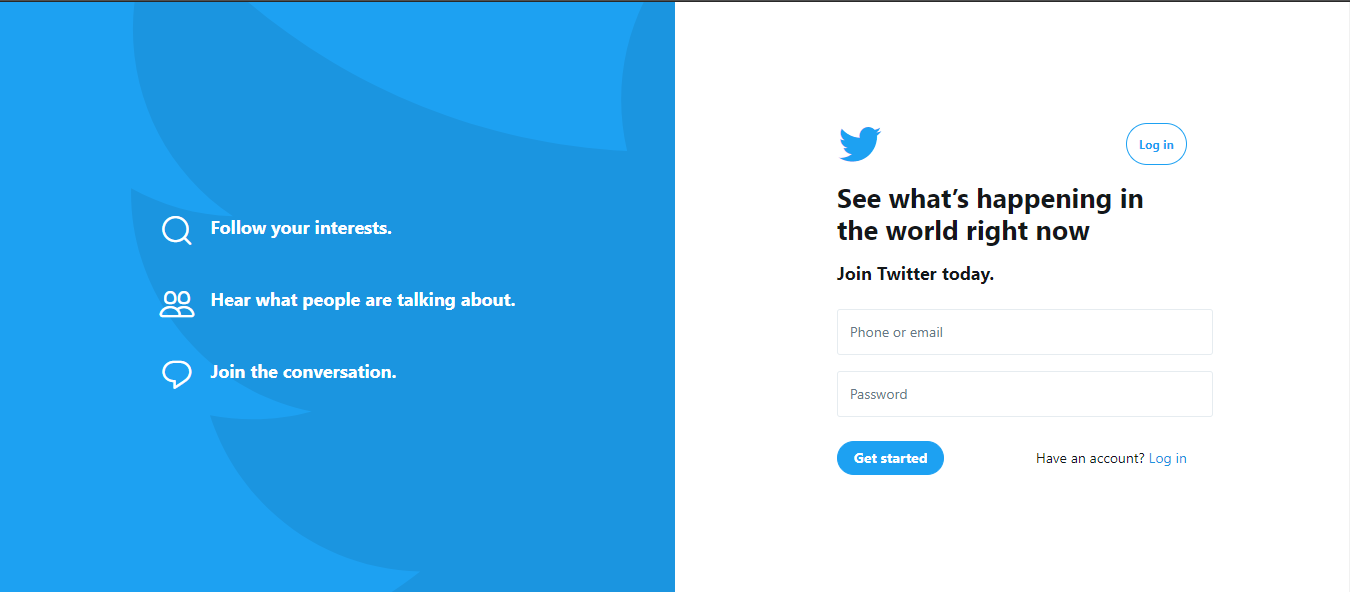 Follow your interests.
Hear what people are talking about.
Join the conversation.
Log in
See what’s happening in
the world right now
Join Twitter today.
Phone or email
Password
Get started
Have an account? Log in